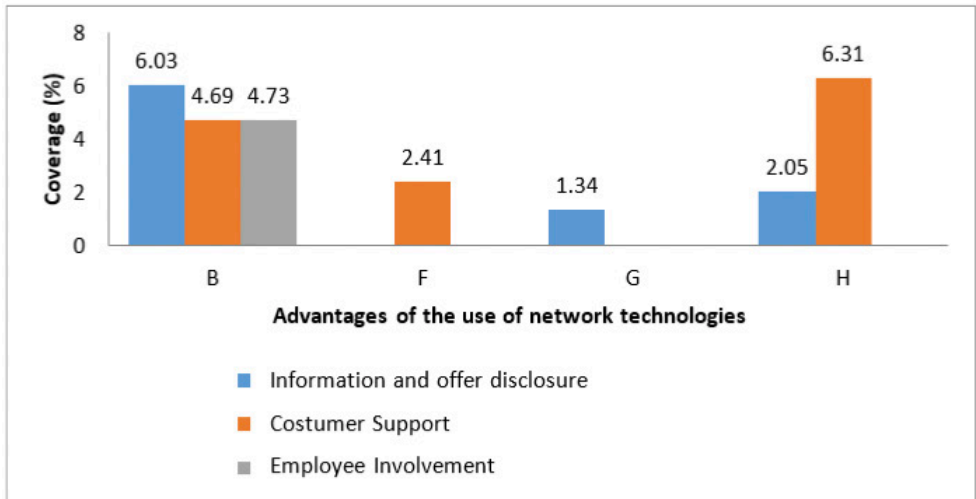 8
6.03
6.31
6
4.69
4.73
4
2.41
2.05
2
1.34
0
Coverage (%)
B
F
G
H
Advantages of the use of network technologies
Information and offer disclosure
Costumer Support
Employee Involvement